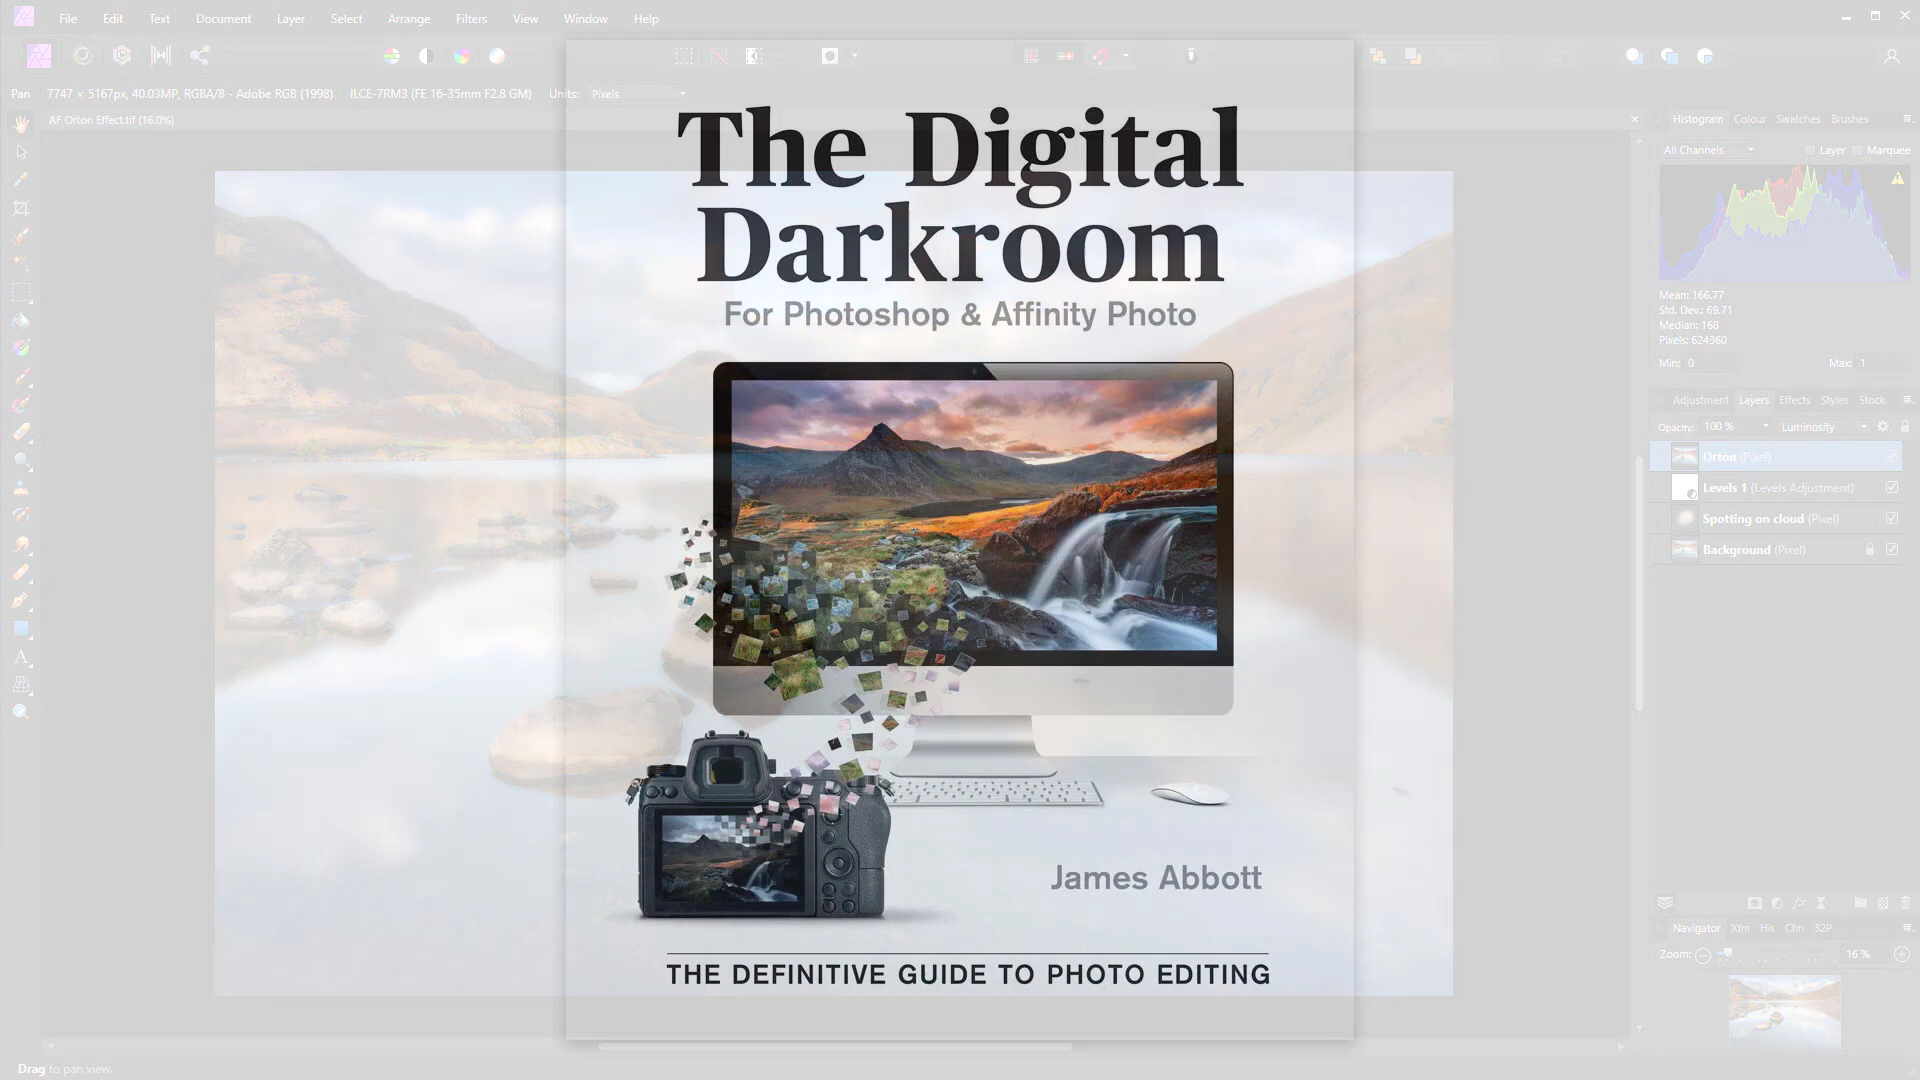 File Edit Text Document Layer Select Arrange Filters View Window Help
Pan 7747 × 5167px, 40.03MP, RGBA/8 - Adobe RGB (1998) ILCE-7RM3 (FE 16-35mm F2.8 GM) Units: Pixels
AF Orton Effect.tif (16.0%)
The Digital
Darkroom
For Photoshop & Affinity Photo
James Abbott
THE DEFINITIVE GUIDE TO PHOTO EDITING
Histogram Colour Swatches Brushes
All Channels Layer Marquee
Mean: 166.77
Std. Dev.: 69.71
Median: 168
Pixels: 624360
Min: 0 Max: 1
Adjustment Layers Effects Styles Stock
Opacity: 100 % Luminosity
Orton (Pixel)
Levels 1 (Levels Adjustment)
Spotting on cloud (Pixel)
Background (Pixel)
Navigator Xfm His Chn 32P
Zoom: 16 %
Drag to pan view.